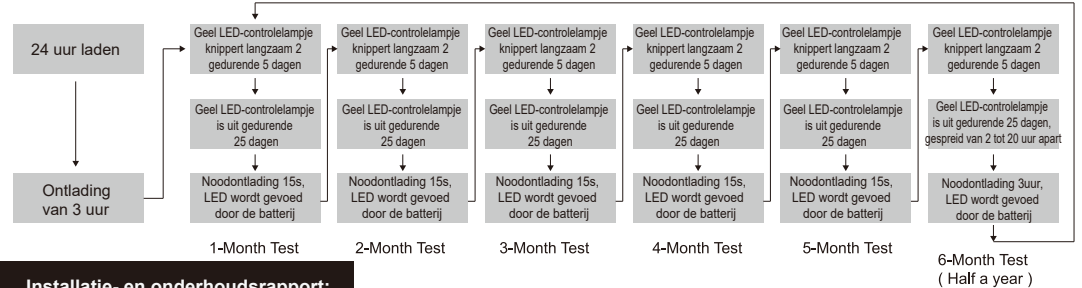 24 uur laden
Ontlading
van 3 uur
Geel LED-controlelampje
knippert langzaam 2
gedurende 5 dagen
Geel LED-controlelampje
is uit gedurende
25 dagen
Noodontlading 15s,
LED wordt gevoed
door de batterij
1-Month Test
Geel LED-controlelampje
knippert langzaam 2
gedurende 5 dagen
Geel LED-controlelampje
is uit gedurende
25 dagen
Noodontlading 15s,
LED wordt gevoed
door de batterij
2-Month Test
Geel LED-controlelampje
knippert langzaam 2
gedurende 5 dagen
Geel LED-controlelampje
is uit gedurende
25 dagen
Noodontlading 15s,
LED wordt gevoed
door de batterij
3-Month Test
Geel LED-controlelampje
knippert langzaam 2
gedurende 5 dagen
Geel LED-controlelampje
is uit gedurende
25 dagen
Noodontlading 15s,
LED wordt gevoed
door de batterij
4-Month Test
Geel LED-controlelampje
knippert langzaam 2
gedurende 5 dagen
Geel LED-controlelampje
is uit gedurende
25 dagen
Noodontlading 15s,
LED wordt gevoed
door de batterij
5-Month Test
Geel LED-controlelampje
knippert langzaam 2
gedurende 5 dagen
Geel LED-controlelampje
is uit gedurende 25 dagen,
gespreid van 2 tot 20 uur apart
Noodontlading 3uur,
LED wordt gevoed
door de batterij
6-Month Test
( Half a year )
Installatie- en onderhoudsrapport: